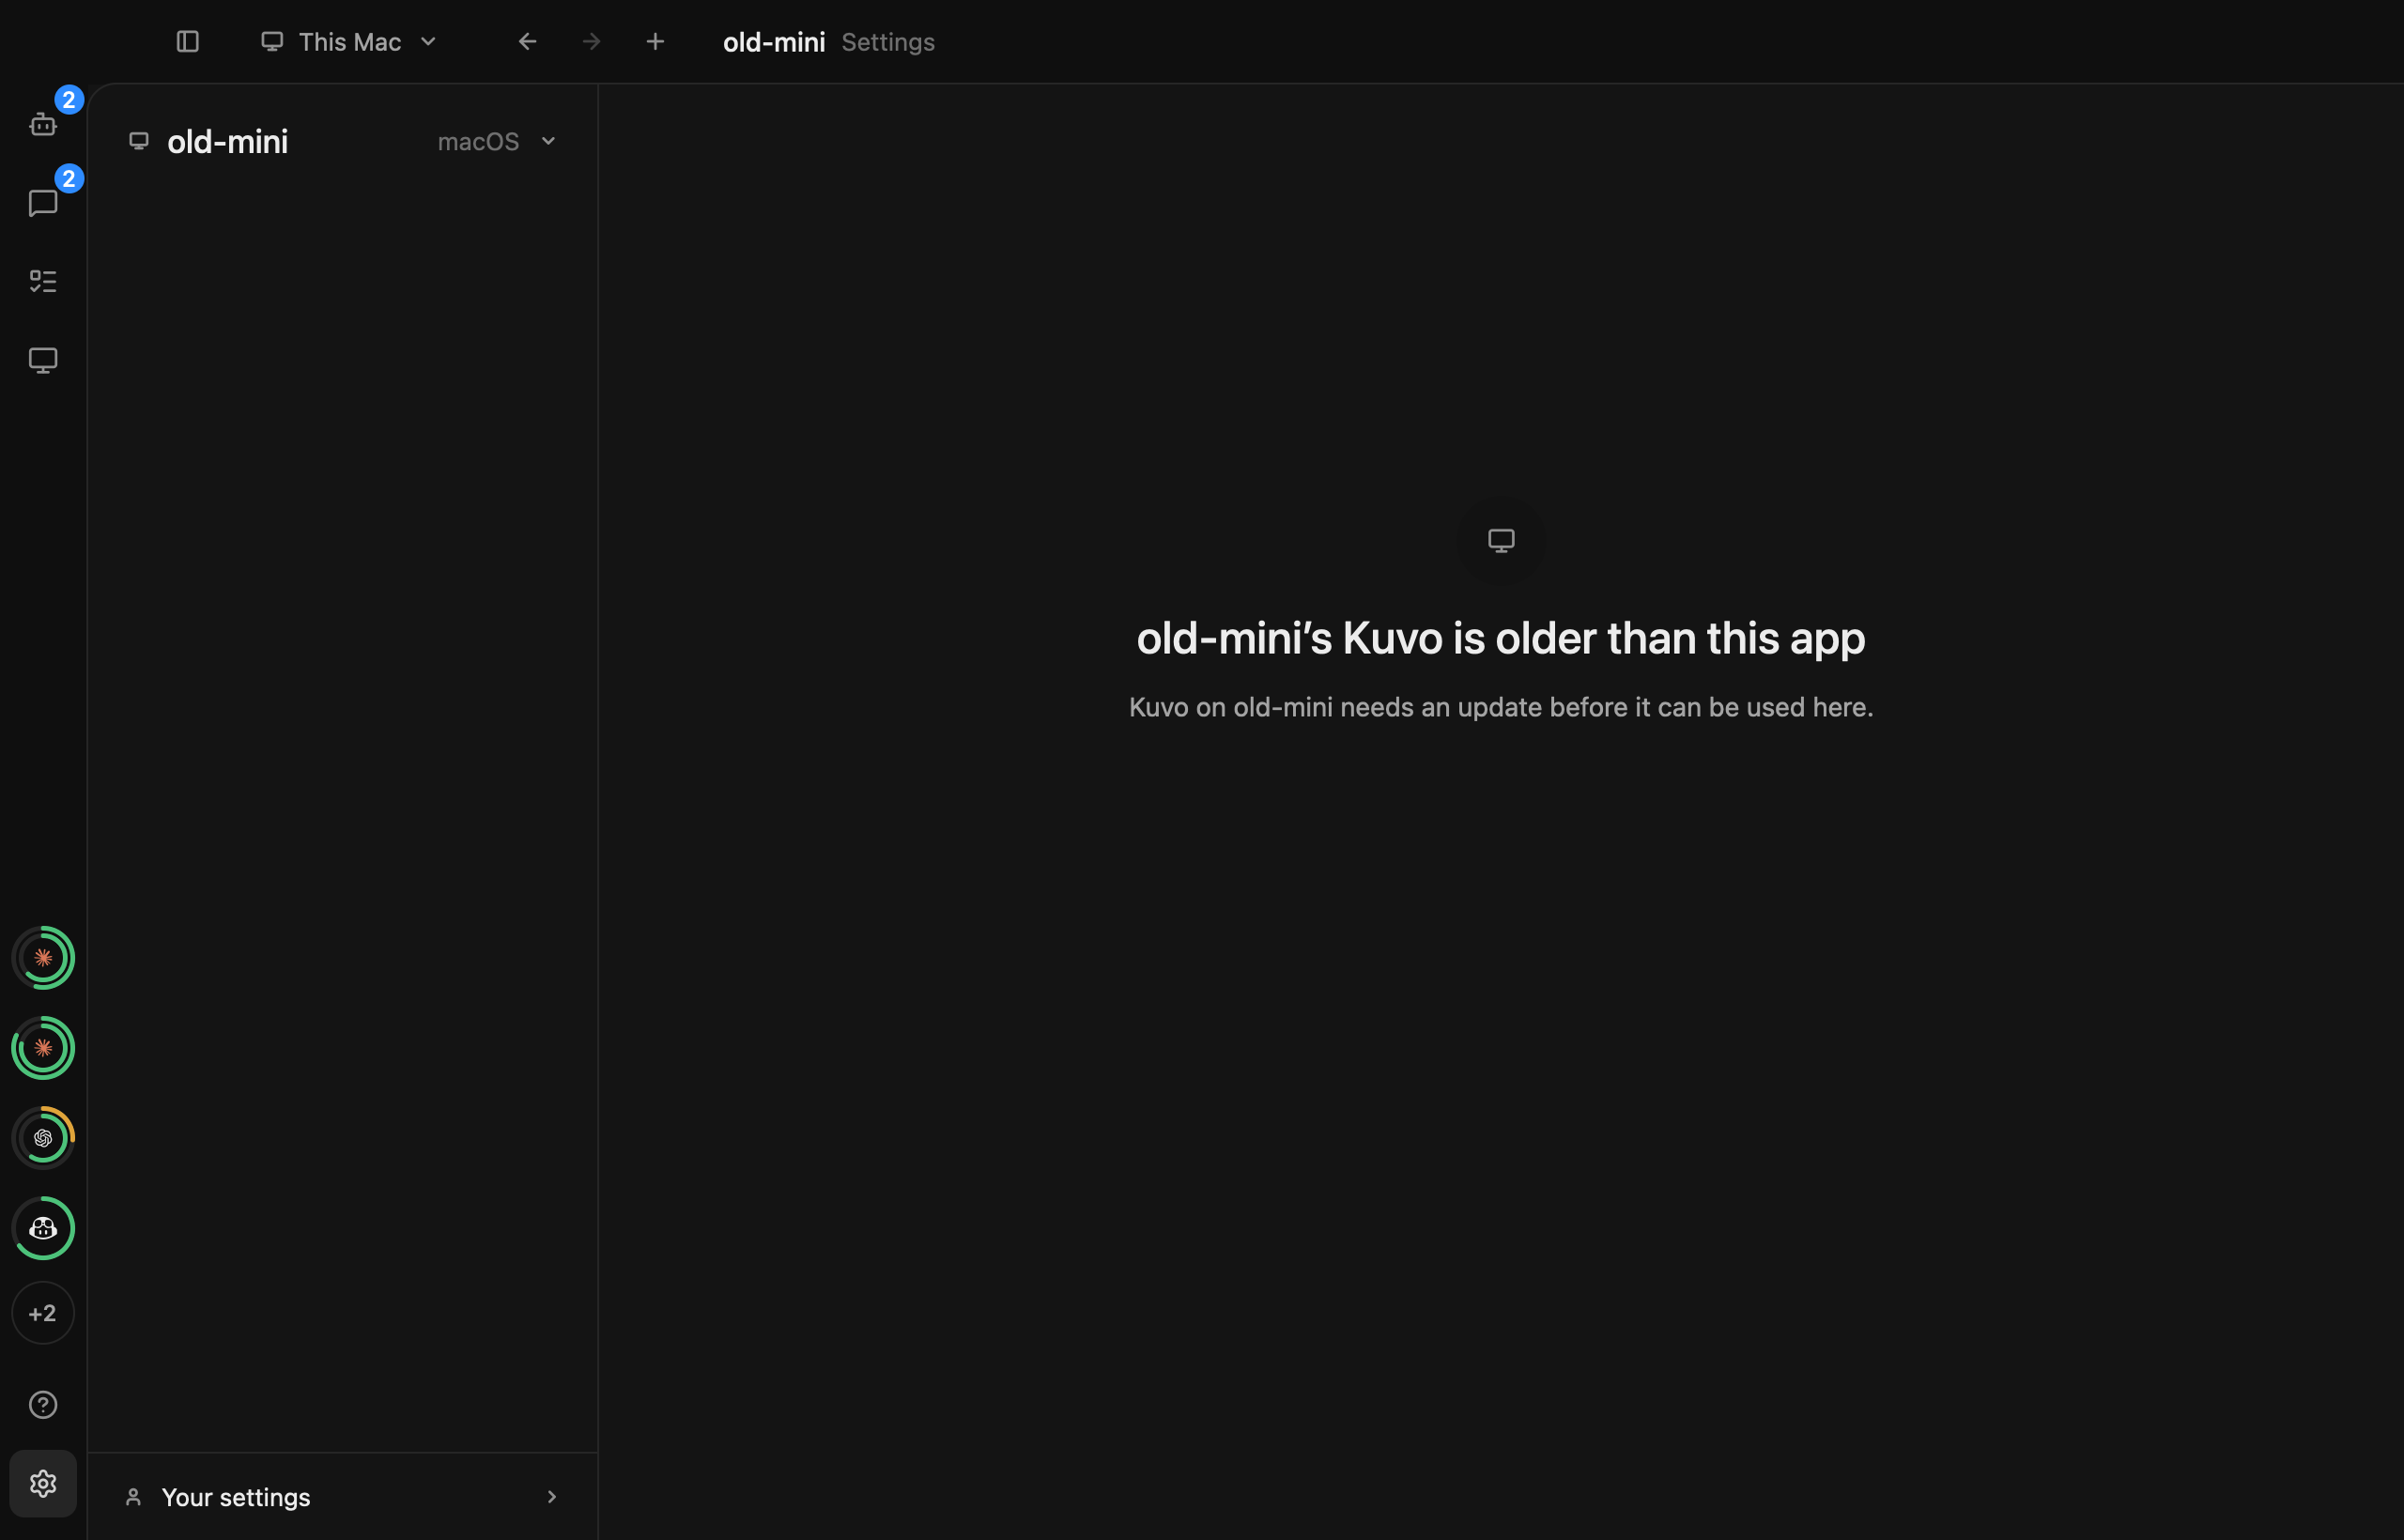 This Mac
old-mini Settings
2
old-mini macOS
2
old-mini’s Kuvo is older than this app
Kuvo on old-mini needs an update before it can be used here.
+2
Your settings